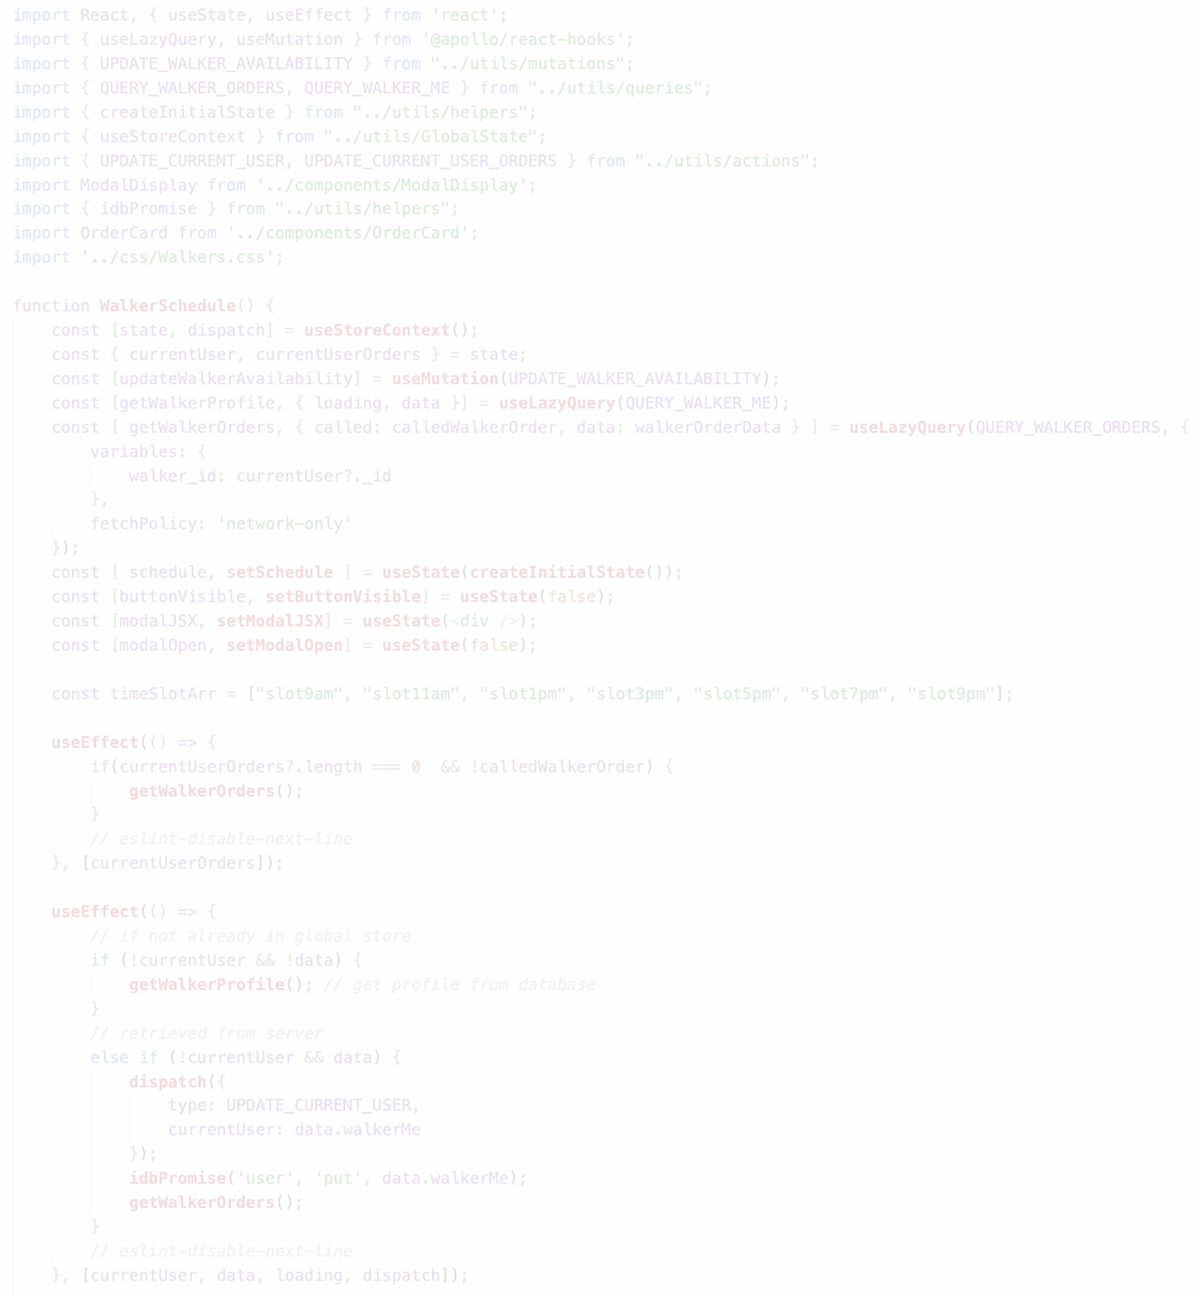 import React, { useState, useEffect } from 'react';
import { useLazyQuery, useMutation } from '@apollo/react-hooks';
import { UPDATE_WALKER_AVAILABILITY } from "../utils/mutations";
import { QUERY_WALKER_ORDERS, QUERY_WALKER_ME } from "../utils/queries";
import { createInitialState } from "../utils/helpers";
import { useStoreContext } from "../utils/GlobalState";
import { UPDATE_CURRENT_USER, UPDATE_CURRENT_USER_ORDERS } from "../utils/actions";
import ModalDisplay from '../components/ModalDisplay';
import { idbPromise } from "../utils/helpers";
import OrderCard from '../components/OrderCard';
import '../css/Walkers.css';

function WalkerSchedule() {
    const [state, dispatch] = useStoreContext();
    const { currentUser, currentUserOrders } = state;
    const [updateWalkerAvailability] = useMutation(UPDATE_WALKER_AVAILABILITY);
    const [getWalkerProfile, { loading, data }] = useLazyQuery(QUERY_WALKER_ME);
    const [ getWalkerOrders, { called: calledWalkerOrder, data: walkerOrderData } ] = useLazyQuery(QUERY_WALKER_ORDERS, {
        variables: {
            walker_id: currentUser?._id
        },
        fetchPolicy: 'network-only'
    });
    const [ schedule, setSchedule ] = useState(createInitialState());
    const [buttonVisible, setButtonVisible] = useState(false);
    const [modalJSX, setModalJSX] = useState(<div />);
    const [modalOpen, setModalOpen] = useState(false);

    const timeSlotArr = ["slot9am", "slot11am", "slot1pm", "slot3pm", "slot5pm", "slot7pm", "slot9pm"];

    useEffect(() => {
        if(currentUserOrders?.length === 0  && !calledWalkerOrder) {
            getWalkerOrders();
        }
        // eslint-disable-next-line
    }, [currentUserOrders]);

    useEffect(() => {
        // if not already in global store
        if (!currentUser && !data) {
            getWalkerProfile(); // get profile from database
        }
        // retrieved from server
        else if (!currentUser && data) {
            dispatch({
                type: UPDATE_CURRENT_USER,
                currentUser: data.walkerMe
            });
            idbPromise('user', 'put', data.walkerMe);
            getWalkerOrders();
        }
        // eslint-disable-next-line
    }, [currentUser, data, loading, dispatch]);